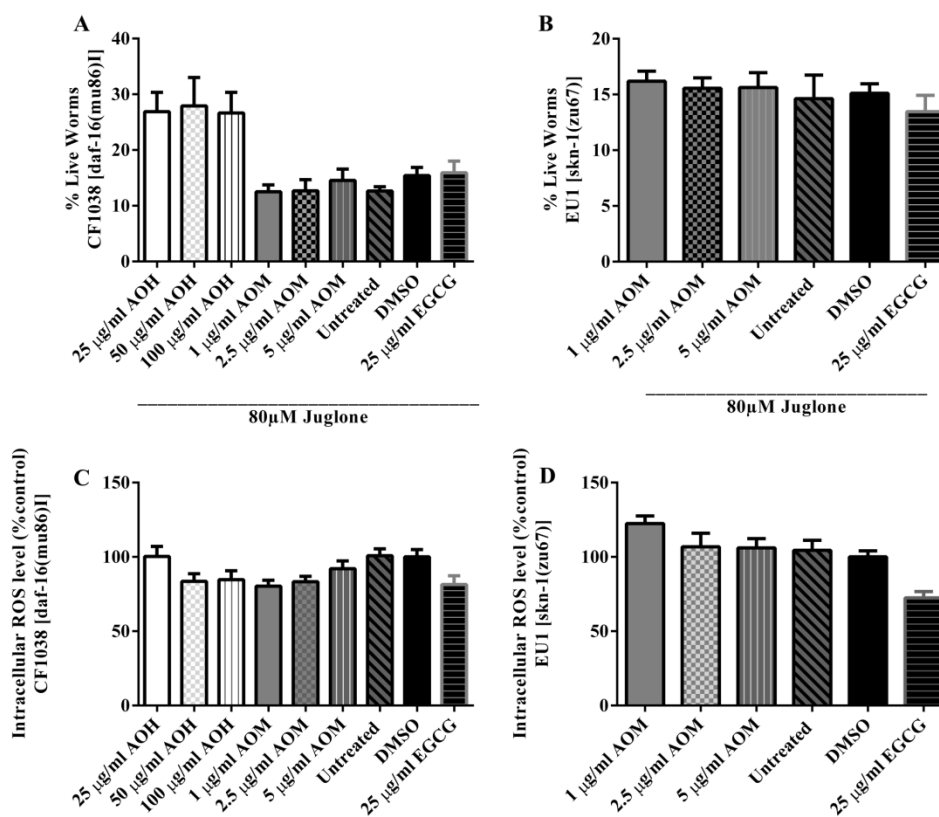 A
% Live Worms
CF1038 [daf-16(mu86)I]
40
30
20
10
0
25 μg/ml AOH
50 μg/ml AOH
100 μg/ml AOH
1 μg/ml AOM
2.5 μg/ml AOM
5 μg/ml AOM
Untreated
DMSO
25 μg/ml EGCG
80μM Juglone
B
% Live Worms
EU1 [skn-1(zu67)]
20
15
10
5
0
1 μg/ml AOM
2.5 μg/ml AOM
5 μg/ml AOM
Untreated
DMSO
25 μg/ml EGCG
80μM Juglone
C
Intracellular ROS level (%control)
CF1038 [daf-16(mu86)I]
150
100
50
0
25 μg/ml AOH
50 μg/ml AOH
100 μg/ml AOH
1 μg/ml AOM
2.5 μg/ml AOM
5 μg/ml AOM
Untreated
DMSO
25 μg/ml EGCG
D
Intracellular ROS level (%control)
EU1 [skn-1(zu67)]
150
100
50
0
1 μg/ml AOM
2.5 μg/ml AOM
5 μg/ml AOM
Untreated
DMSO
25 μg/ml EGCG